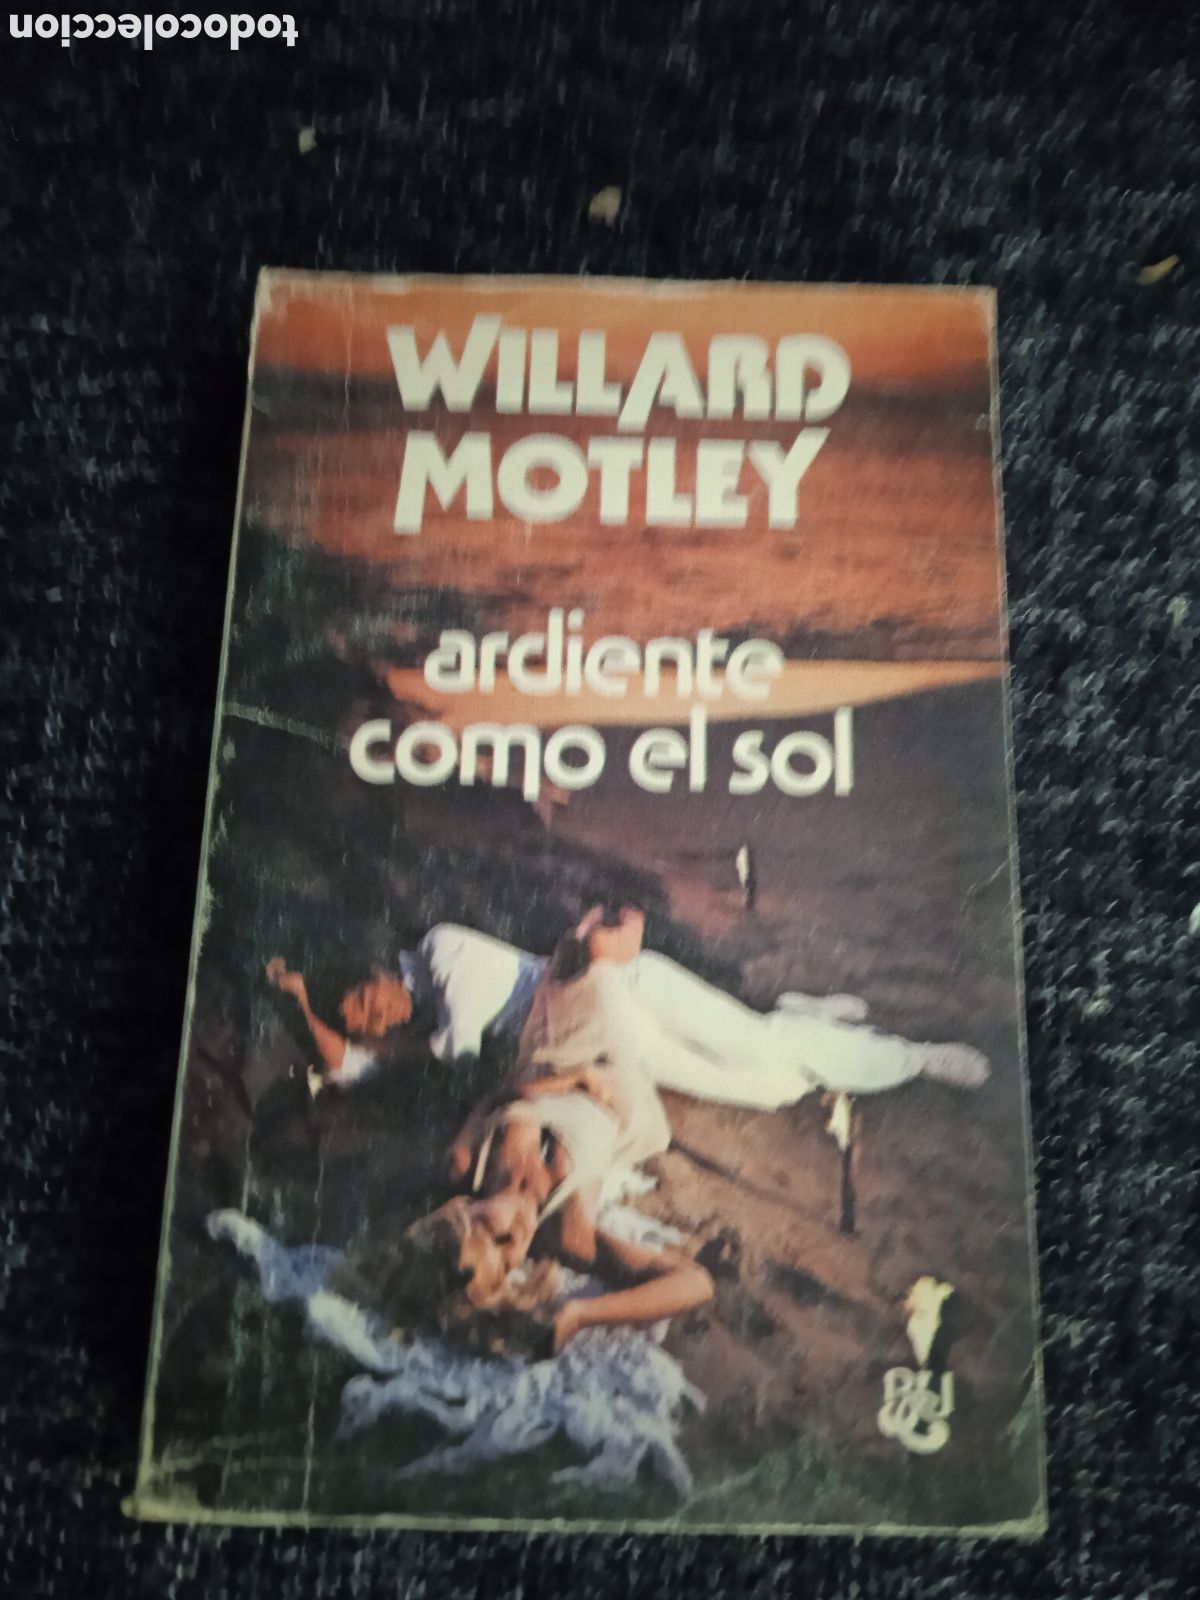 todocoleccion
WILLARD
MOTLEY
ardiente
como el sol